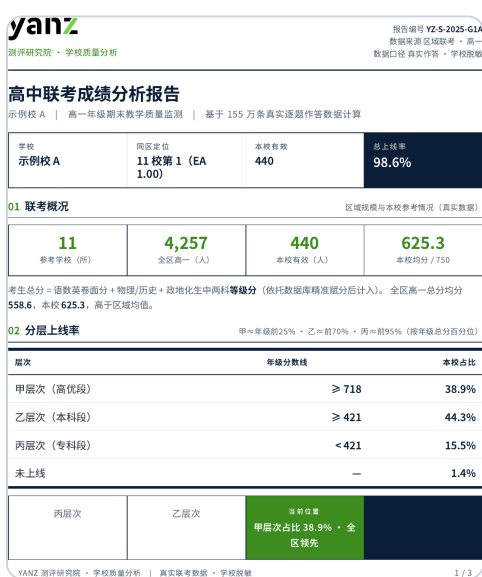 yanz
测评研究院 · 学校质量分析
报告编号 YZ-S-2025-G1A
数据来源 区域联考 · 高一
数据口径 真实作答 · 学校脱敏
高中联考成绩分析报告
示例校 A | 高一年级期末教学质量监测 | 基于 155 万条真实逐题作答数据计算
学校
示例校 A
同区定位
11 校第 1（EA
1.00）
本校有效
440
总上线率
98.6%
01 联考概况
区域规模与本校参考情况（真实数据）
11
参考学校（所）
4,257
全区高一（人）
440
本校有效（人）
625.3
本校均分 / 750
考生总分 = 语数英卷面分 + 物理/历史 + 政地化生中两科等级分（依托数据库精准赋分后计入）。 全区高一总分均分
558.6，本校 625.3，高于区域均值。
02 分层上线率
甲≈年级前25% · 乙≈前70% · 丙≈前95%（按年级总分百分位）
层次 年级分数线 本校占比
甲层次（高优段） ≥ 718 38.9%
乙层次（本科段） ≥ 421 44.3%
丙层次（专科段） < 421 15.5%
未上线 — 1.4%
丙层次
乙层次
当前位置
甲层次占比 38.9% · 全
区领先
YANZ 测评研究院 · 学校质量分析 | 真实联考数据 · 学校脱敏
1 / 3